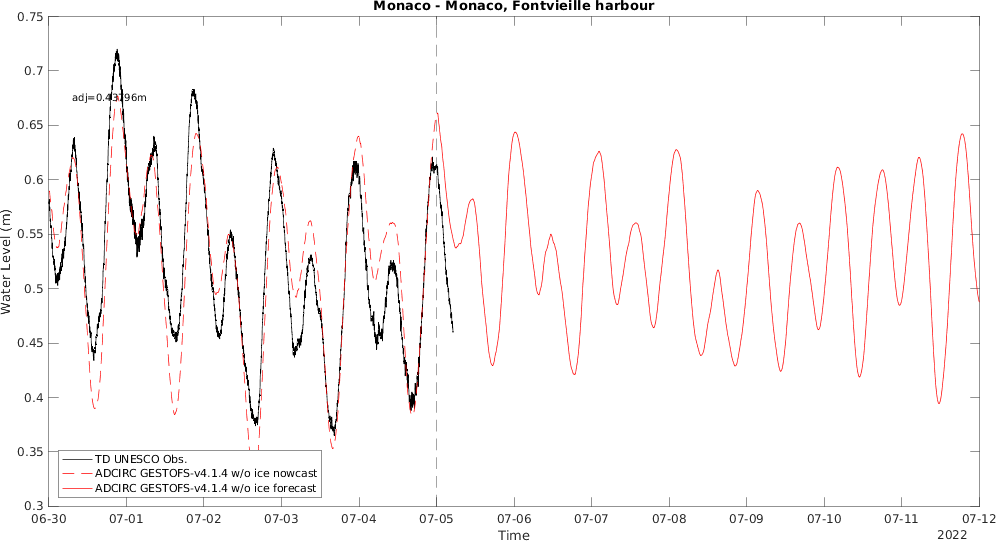 Monaco - Monaco, Fontvieille harbour
0.75
0.7
adj=0.43796m
0.65
0.6
0.55
0.5
0.45
0.4
0.35
0.3
Water Level (m)
TD UNESCO Obs.
ADCIRC GESTOFS-v4.1.4 w/o ice nowcast
ADCIRC GESTOFS-v4.1.4 w/o ice forecast
06-30 07-01 07-02 07-03 07-04 07-05 07-06 07-07 07-08 07-09 07-10 07-11 07-12
Time
2022